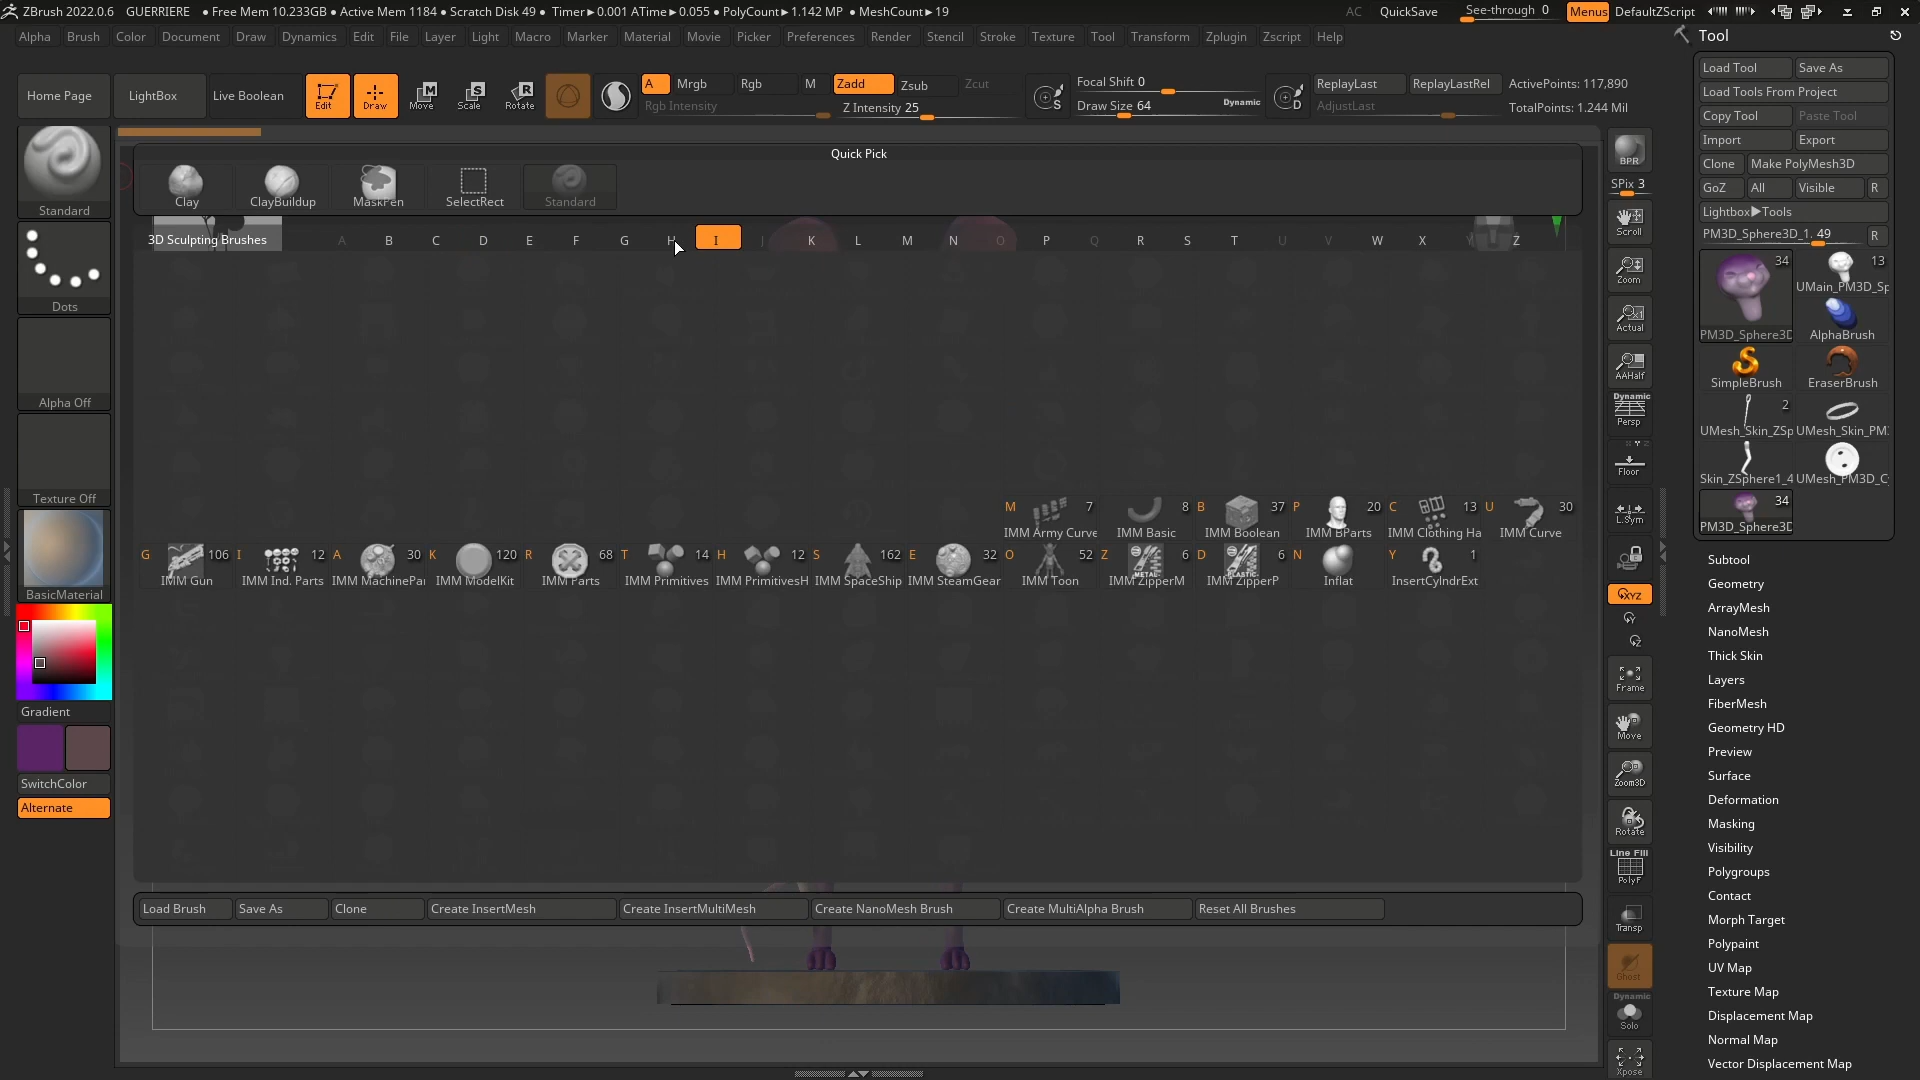 ZBrush 2022.0.6 GUERRIERE • Free Mem 10.233GB • Active Mem 1184 • Scratch Disk 49 • Timer▸0.001 ATime▸0.055 • PolyCount▸1.142 MP • MeshCount▸19 AC QuickSave See-through 0 Menus DefaultZScript
Alpha Brush Color Document Draw Dynamics Edit File Layer Light Macro Marker Material Movie Picker Preferences Render Stencil Stroke Texture Tool Transform Zplugin Zscript Help
Home Page LightBox Live Boolean Edit Draw Move Scale Rotate
A Mrgb Rgb M Zadd Zsub Zcut
Rgb Intensity Z Intensity 25
Focal Shift 0
Draw Size 64 Dynamic
ReplayLast ReplayLastRel
AdjustLast
ActivePoints: 117,890
TotalPoints: 1.244 Mil
Standard
Dots
Alpha Off
Texture Off
BasicMaterial
Gradient
SwitchColor
Alternate
Quick Pick
Clay ClayBuildup MaskPen SelectRect Standard
3D Sculpting Brushes A B C D E F G H I J K L M N O P Q R S T U V W X Y Z
M 7 8 B 37 P 20 C 13 U 30
IMM Army Curve IMM Basic IMM Boolean IMM BParts IMM Clothing Ha IMM Curve
G 106 I 12 A 30 K 120 R 68 T 14 H 12 S 162 E 32 O 52 Z 6 D 6 N Y 1
METAL PLASTIC
IMM Gun IMM Ind. Parts IMM MachinePar IMM ModelKit IMM Parts IMM Primitives IMM PrimitivesH IMM SpaceShip IMM SteamGear IMM Toon IMM ZipperM IMM ZipperP Inflat InsertCylndrExt
Load Brush Save As Clone Create InsertMesh Create InsertMultiMesh Create NanoMesh Brush Create MultiAlpha Brush Reset All Brushes
BPR
SPix 3
Scroll
Zoom
Actual
AAHalf
Dynamic
Persp
Floor
L.Sym
XYZ
Y
Z
Frame
Move
Zoom3D
Rotate
Line Fill
PolyF
Transp
Ghost
Dynamic
Solo
Xpose
Tool
Load Tool Save As
Load Tools From Project
Copy Tool Paste Tool
Import Export
Clone Make PolyMesh3D
GoZ All Visible R
Lightbox▸Tools
PM3D_Sphere3D_1. 49 R
34 13
UMain_PM3D_Sp
PM3D_Sphere3D AlphaBrush
SimpleBrush EraserBrush
2
UMesh_Skin_ZSp UMesh_Skin_PM.
Skin_ZSphere1_4 UMesh_PM3D_C
34
PM3D_Sphere3D
Subtool
Geometry
ArrayMesh
NanoMesh
Thick Skin
Layers
FiberMesh
Geometry HD
Preview
Surface
Deformation
Masking
Visibility
Polygroups
Contact
Morph Target
Polypaint
UV Map
Texture Map
Displacement Map
Normal Map
Vector Displacement Map